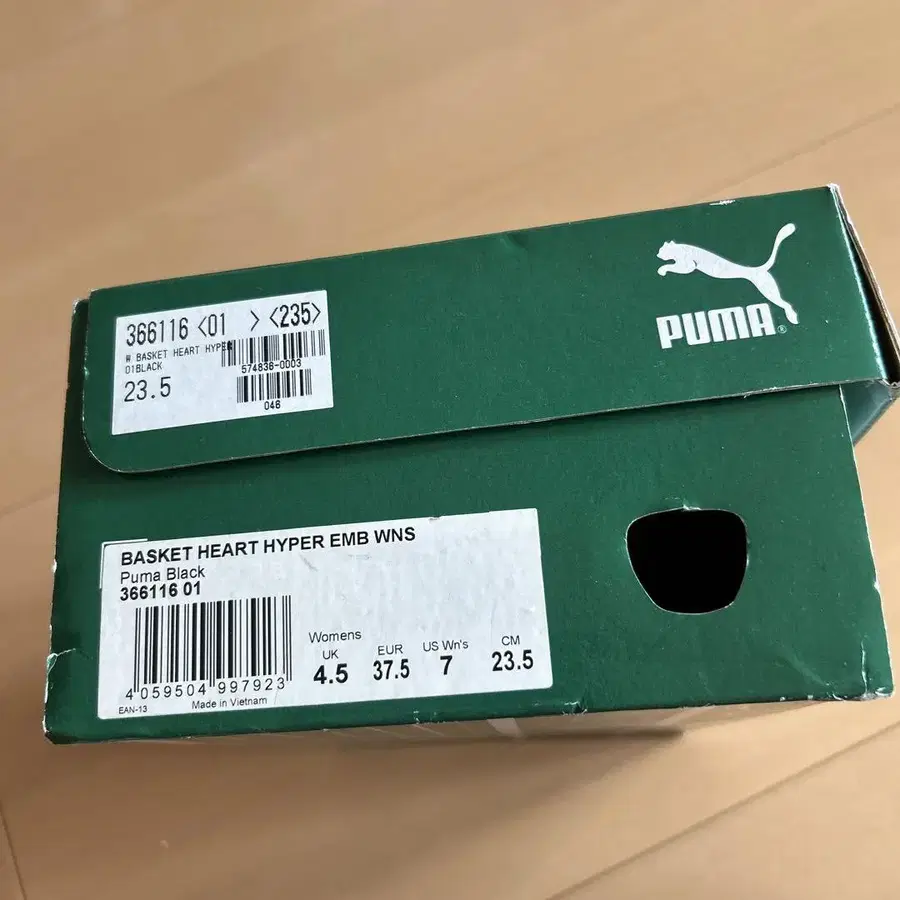 PUMA®
366116 <01 > <235>
W BASKET HEART HYPER
01BLACK
574836-0003
23.5
046
BASKET HEART HYPER EMB WNS
Puma Black
366116 01
Womens
UK EUR US Wn's CM
4.5 37.5 7 23.5
4 059504 997923
EAN-13 Made in Vietnam